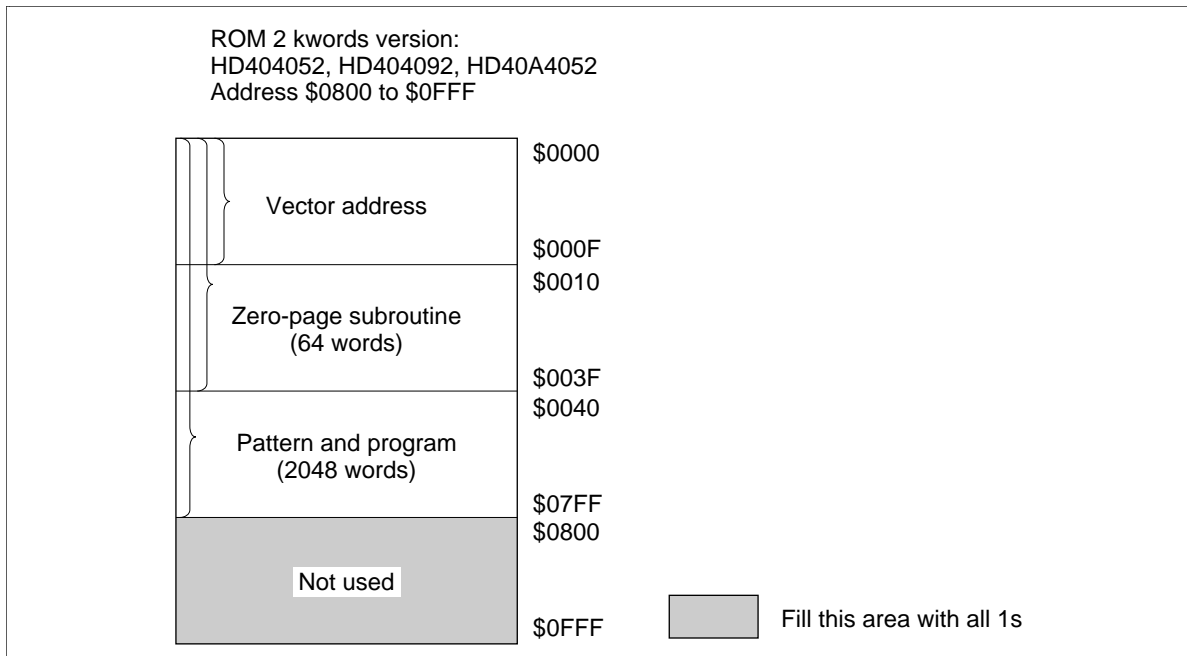 ROM 2 kwords version:
HD404052, HD404092, HD40A4052
Address $0800 to $0FFF
$0000
Vector address
$000F
$0010
Zero-page subroutine
(64 words)
$003F
$0040
Pattern and program
(2048 words)
$07FF
$0800
Not used
$0FFF
Fill this area with all 1s